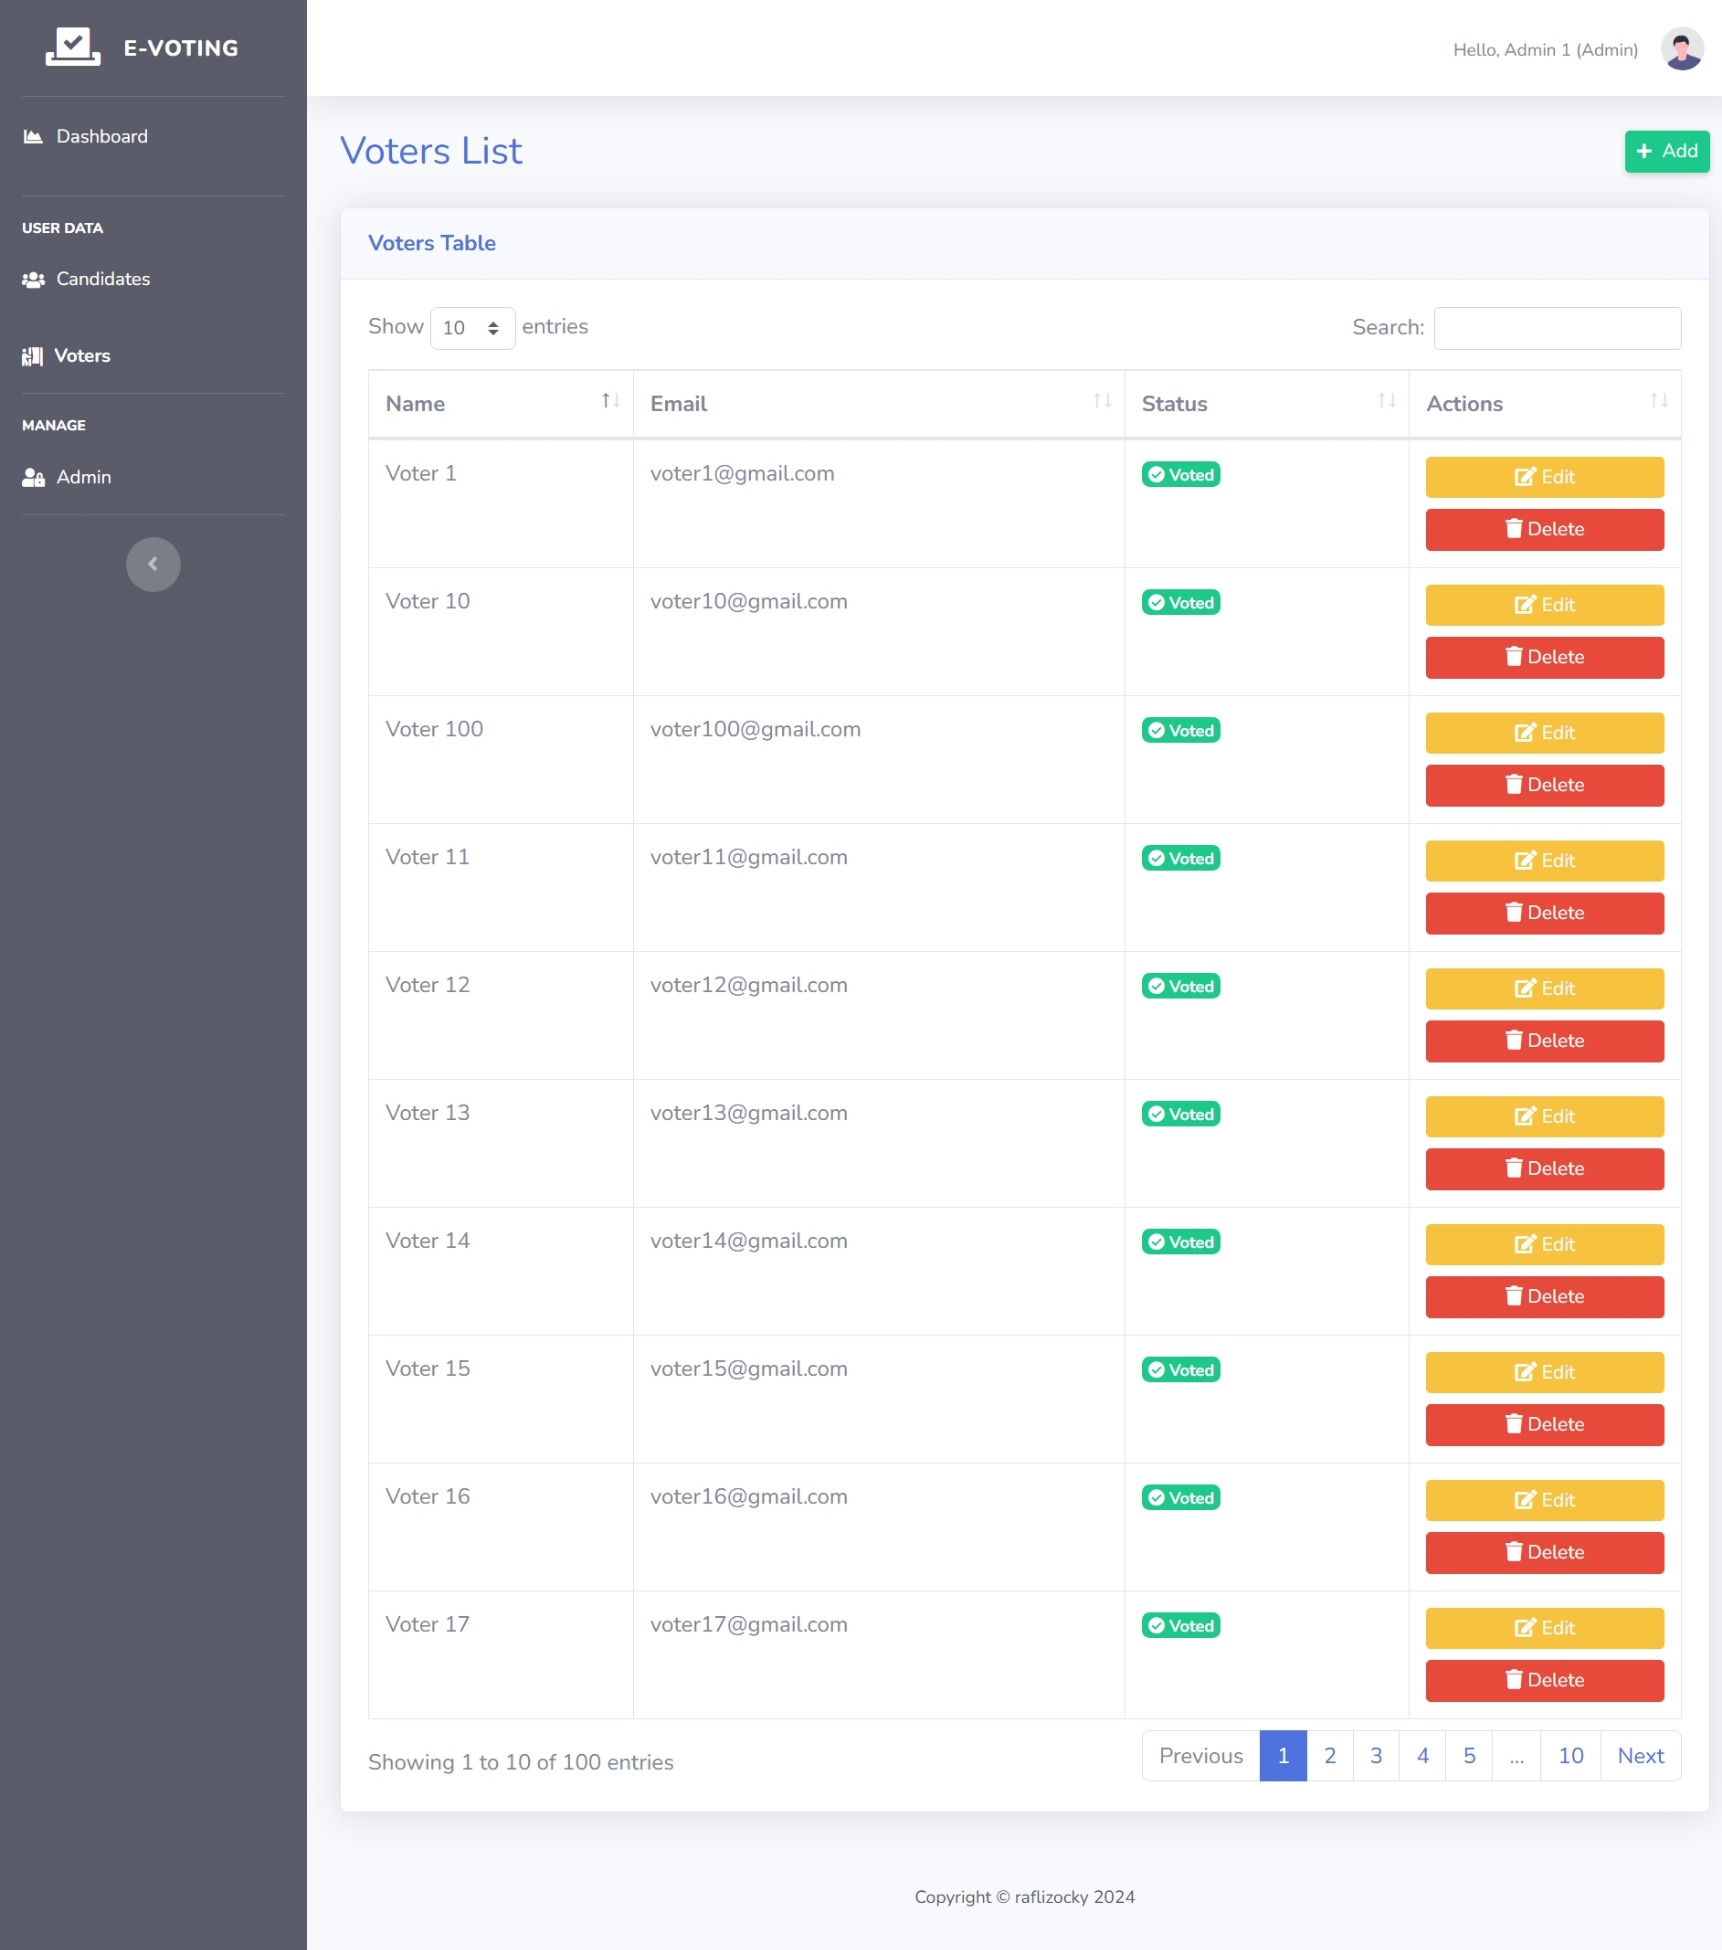 E-VOTING
Hello, Admin 1 (Admin)
Dashboard
USER DATA
Candidates
Voters
MANAGE
Admin
Voters List
Add
Voters Table
Show 10 entries
Search:
Name Email Status Actions
Voter 1 voter1@gmail.com Voted Edit
Delete
Voter 10 voter10@gmail.com Voted Edit
Delete
Voter 100 voter100@gmail.com Voted Edit
Delete
Voter 11 voter11@gmail.com Voted Edit
Delete
Voter 12 voter12@gmail.com Voted Edit
Delete
Voter 13 voter13@gmail.com Voted Edit
Delete
Voter 14 voter14@gmail.com Voted Edit
Delete
Voter 15 voter15@gmail.com Voted Edit
Delete
Voter 16 voter16@gmail.com Voted Edit
Delete
Voter 17 voter17@gmail.com Voted Edit
Delete
Showing 1 to 10 of 100 entries
Previous 1 2 3 4 5 ... 10 Next
Copyright © raflizocky 2024